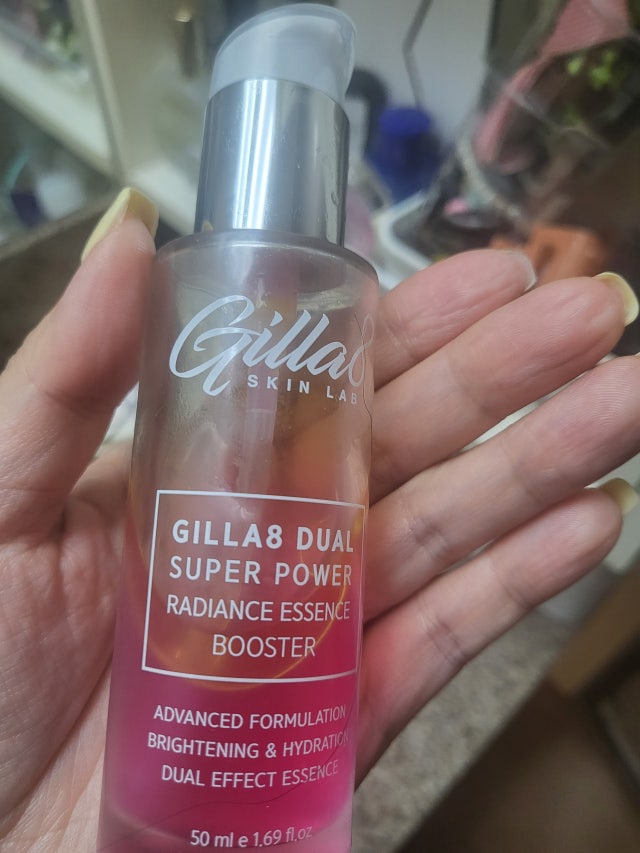 Gilla8
SKIN LAB
GILLA8 DUAL
SUPER POWER
RADIANCE ESSENCE
BOOSTER
ADVANCED FORMULATION
BRIGHTENING & HYDRATION
DUAL EFFECT ESSENCE
50 ml e 1.69 fl.oz